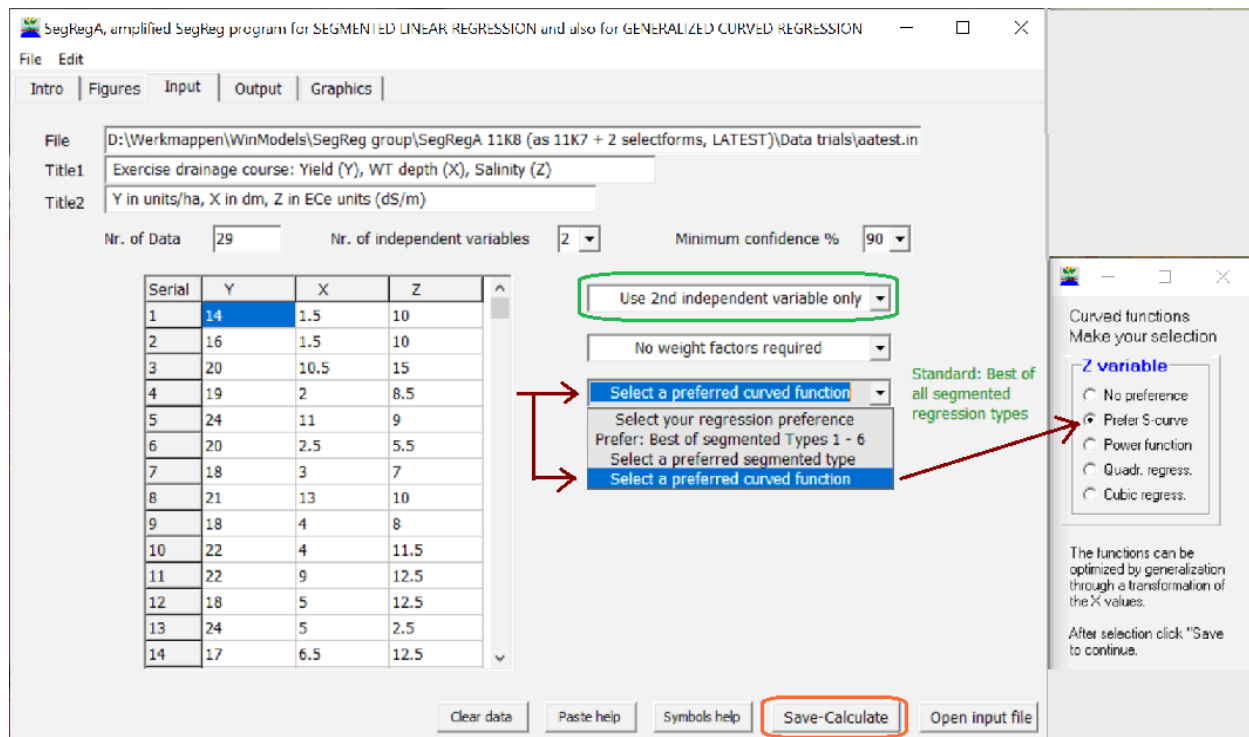 SegRegA, amplified SegReg program for SEGMENTED LINEAR REGRESSION and also for GENERALIZED CURVED REGRESSION
File Edit
Intro Figures Input Output Graphics
File D:\Werkmappen\WinModels\SegReg group\SegRegA 11K8 (as 11K7 + 2 selectforms, LATEST)\Data trials\aatest.in
Title1 Exercise drainage course: Yield (Y), WT depth (X), Salinity (Z)
Title2 Y in units/ha, X in dm, Z in ECe units (dS/m)
Nr. of Data 29 Nr. of independent variables 2 Minimum confidence % 90
Serial Y X Z
1 14 1.5 10
2 16 1.5 10
3 20 10.5 15
4 19 2 8.5
5 24 11 9
6 20 2.5 5.5
7 18 3 7
8 21 13 10
9 18 4 8
10 22 4 11.5
11 22 9 12.5
12 18 5 12.5
13 24 5 2.5
14 17 6.5 12.5
Use 2nd independent variable only
No weight factors required
Select a preferred curved function
Select your regression preference
Prefer: Best of segmented Types 1 - 6
Select a preferred segmented type
Select a preferred curved function
Standard: Best of
all segmented
regression types
Clear data Paste help Symbols help Save-Calculate Open input file
Curved functions
Make your selection
Z variable
No preference
Prefer S-curve
Power function
Quadr. regress.
Cubic regress.
The functions can be
optimized by generalization
through a transformation of
the X values.
After selection click "Save
to continue.